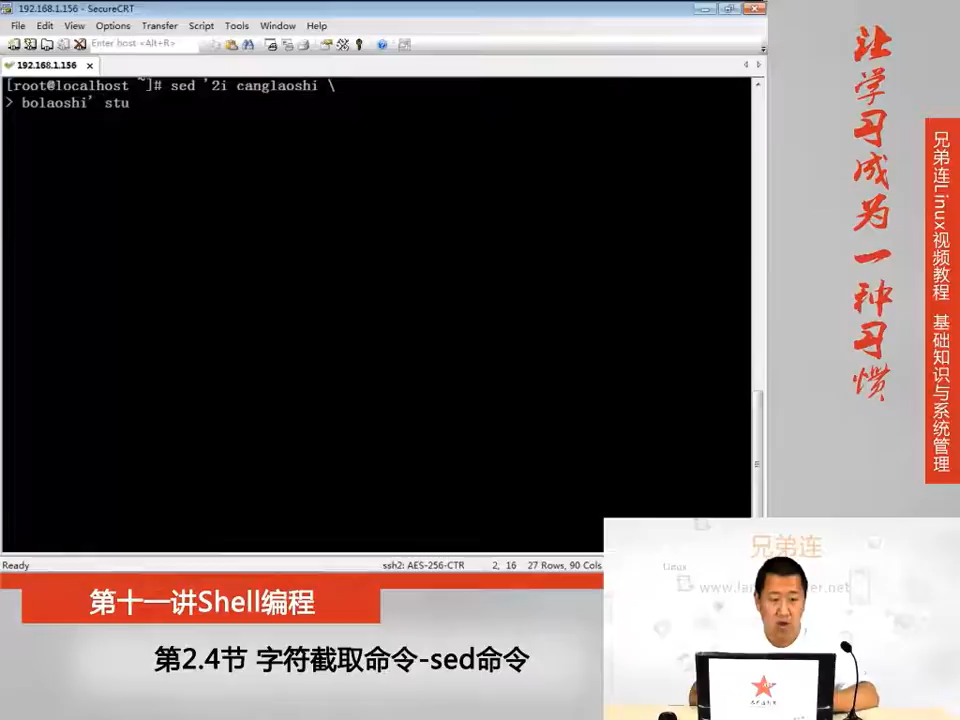 192.168.1.156 - SecureCRT
File Edit View Options Transfer Script Tools Window Help
Enter host <Alt+R>
192.168.1.156
[root@localhost ~]# sed '2i canglaoshi \
> bolaoshi' stu
Ready
ssh2: AES-256-CTR 2, 16 27 Rows, 90 Cols
让学习成为一种习惯
兄弟连Linux视频教程 基础知识与系统管理
兄弟连
Linux
第十一讲Shell编程
第2.4节 字符截取命令-sed命令